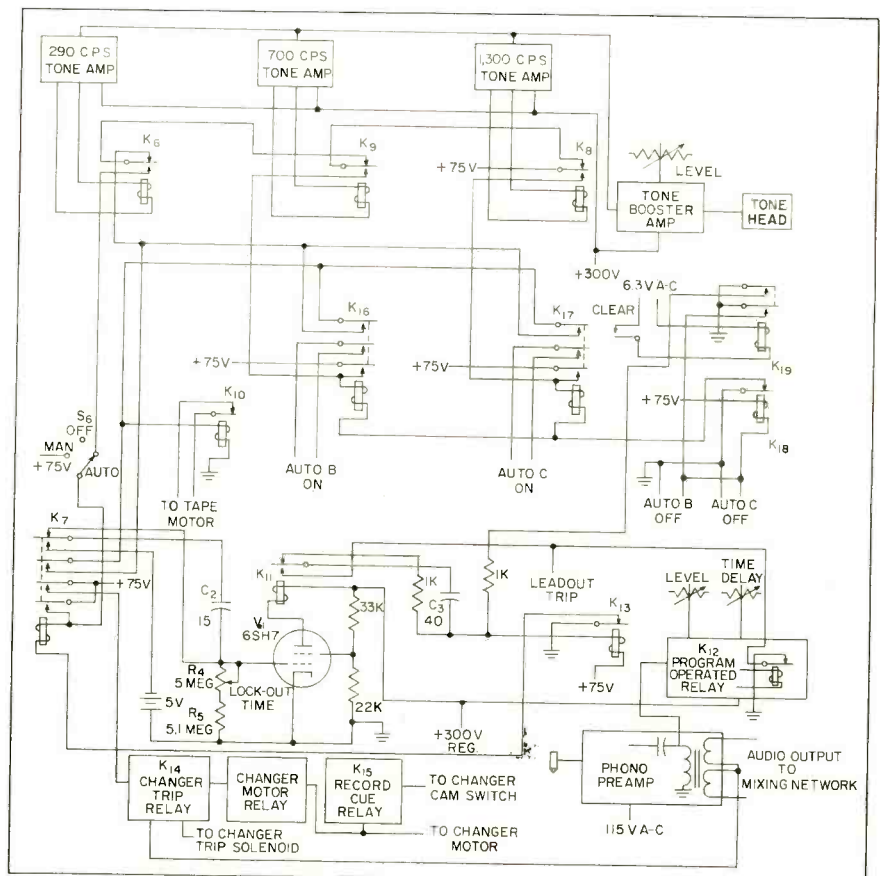 290 CPS
TONE AMP
700 CPS
TONE AMP
1,300 CPS
TONE AMP
K6
K9
K8
+75V
LEVEL
TONE
BOOSTER
AMP
TONE
HEAD
+300V
6.3V A-C
K16
K17
CLEAR
+75V
+75V
K19
K10
+75V
K18
S6
OFF
MAN
+75V
AUTO
TO TAPE
MOTOR
AUTO B
ON
AUTO C
ON
AUTO B
OFF
AUTO C
OFF
K7
+75V
C2
15
K11
1K
C3
40
1K
LEADOUT
TRIP
LEVEL
TIME
DELAY
K13
33K
V1
6SH7
K12
PROGRAM
OPERATED
RELAY
R4
5 MEG
LOCK-OUT
TIME
5V
R5
5.1 MEG
22K
+75V
+300V
REG.
K14
CHANGER
TRIP
RELAY
CHANGER
MOTOR
RELAY
K15
RECORD
CUE
RELAY
TO CHANGER
CAM SWITCH
PHONO
PREAMP
AUDIO OUTPUT
TO
MIXING NETWORK
TO CHANGER
TRIP SOLENOID
TO CHANGER
MOTOR
115 V A-C